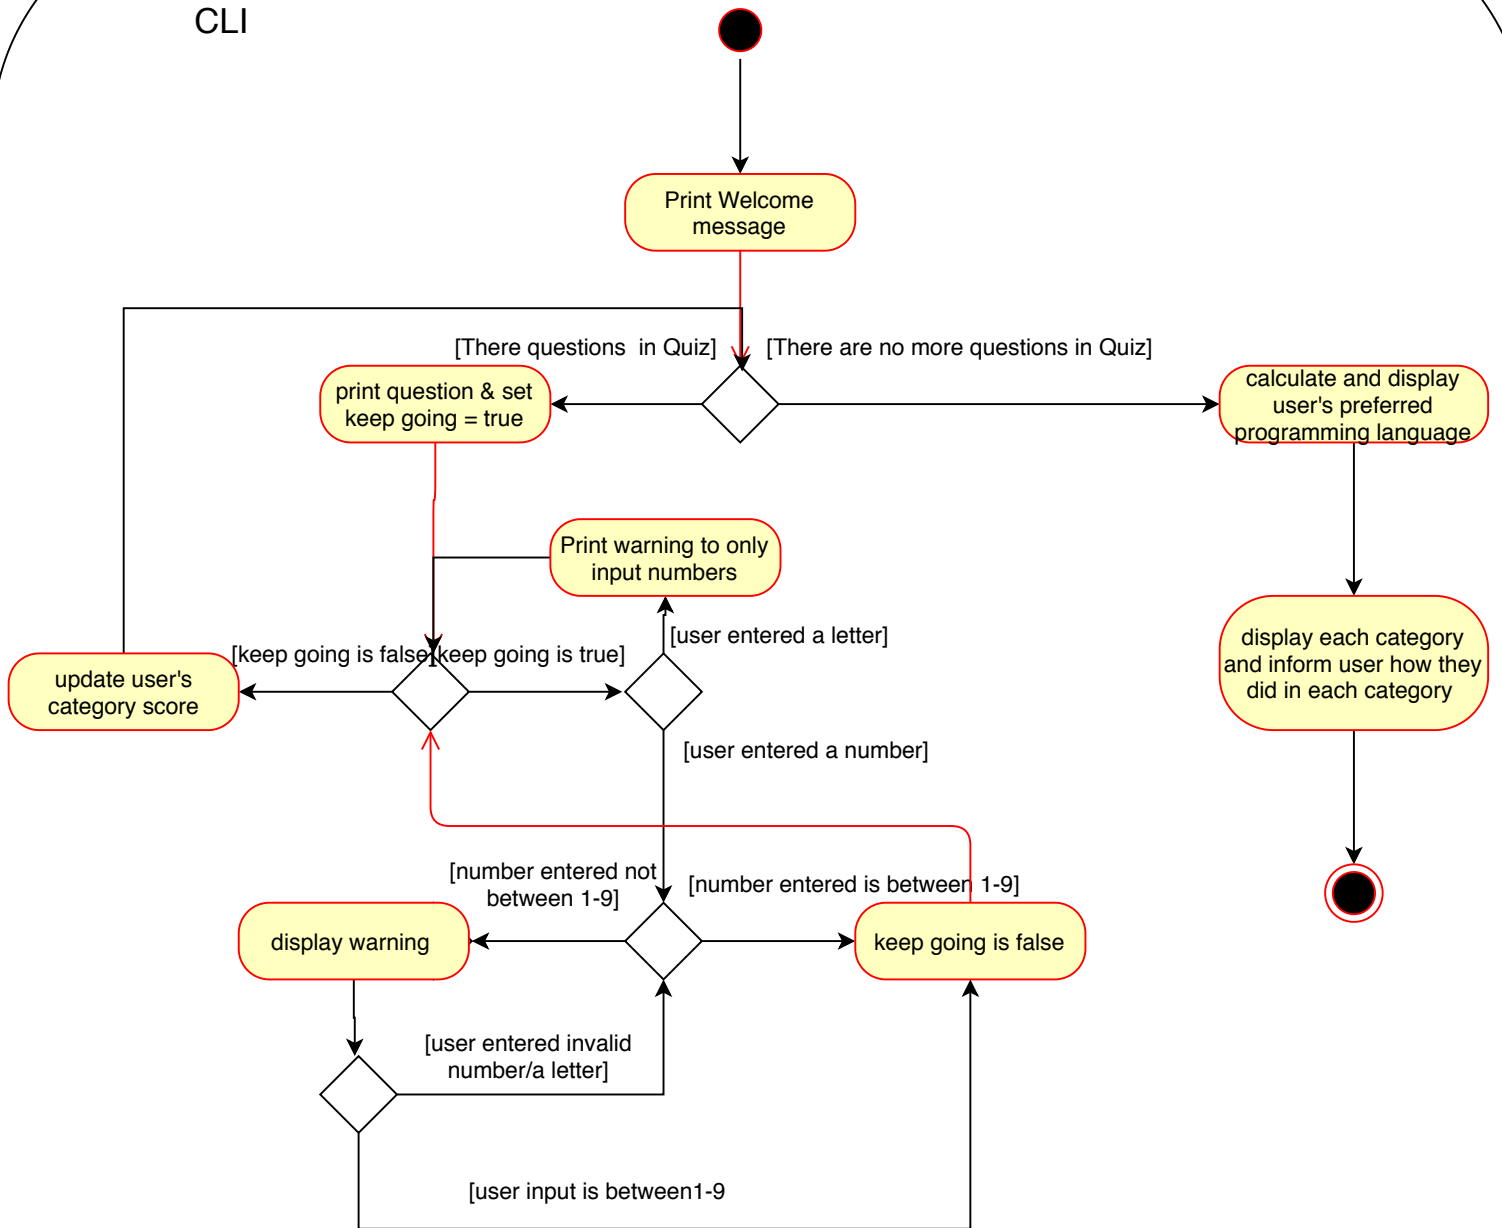 CLI
Print Welcome
message
[There questions  in Quiz]
[There are no more questions in Quiz]
print question & set
keep going = true
calculate and display
user's preferred
programming language
Print warning to only
input numbers
[user entered a letter]
[keep going is false]
[keep going is true]
update user's
category score
display each category
and inform user how they
did in each category
[user entered a number]
[number entered not
between 1-9]
[number entered is between 1-9]
display warning
keep going is false
[user entered invalid
number/a letter]
[user input is between1-9